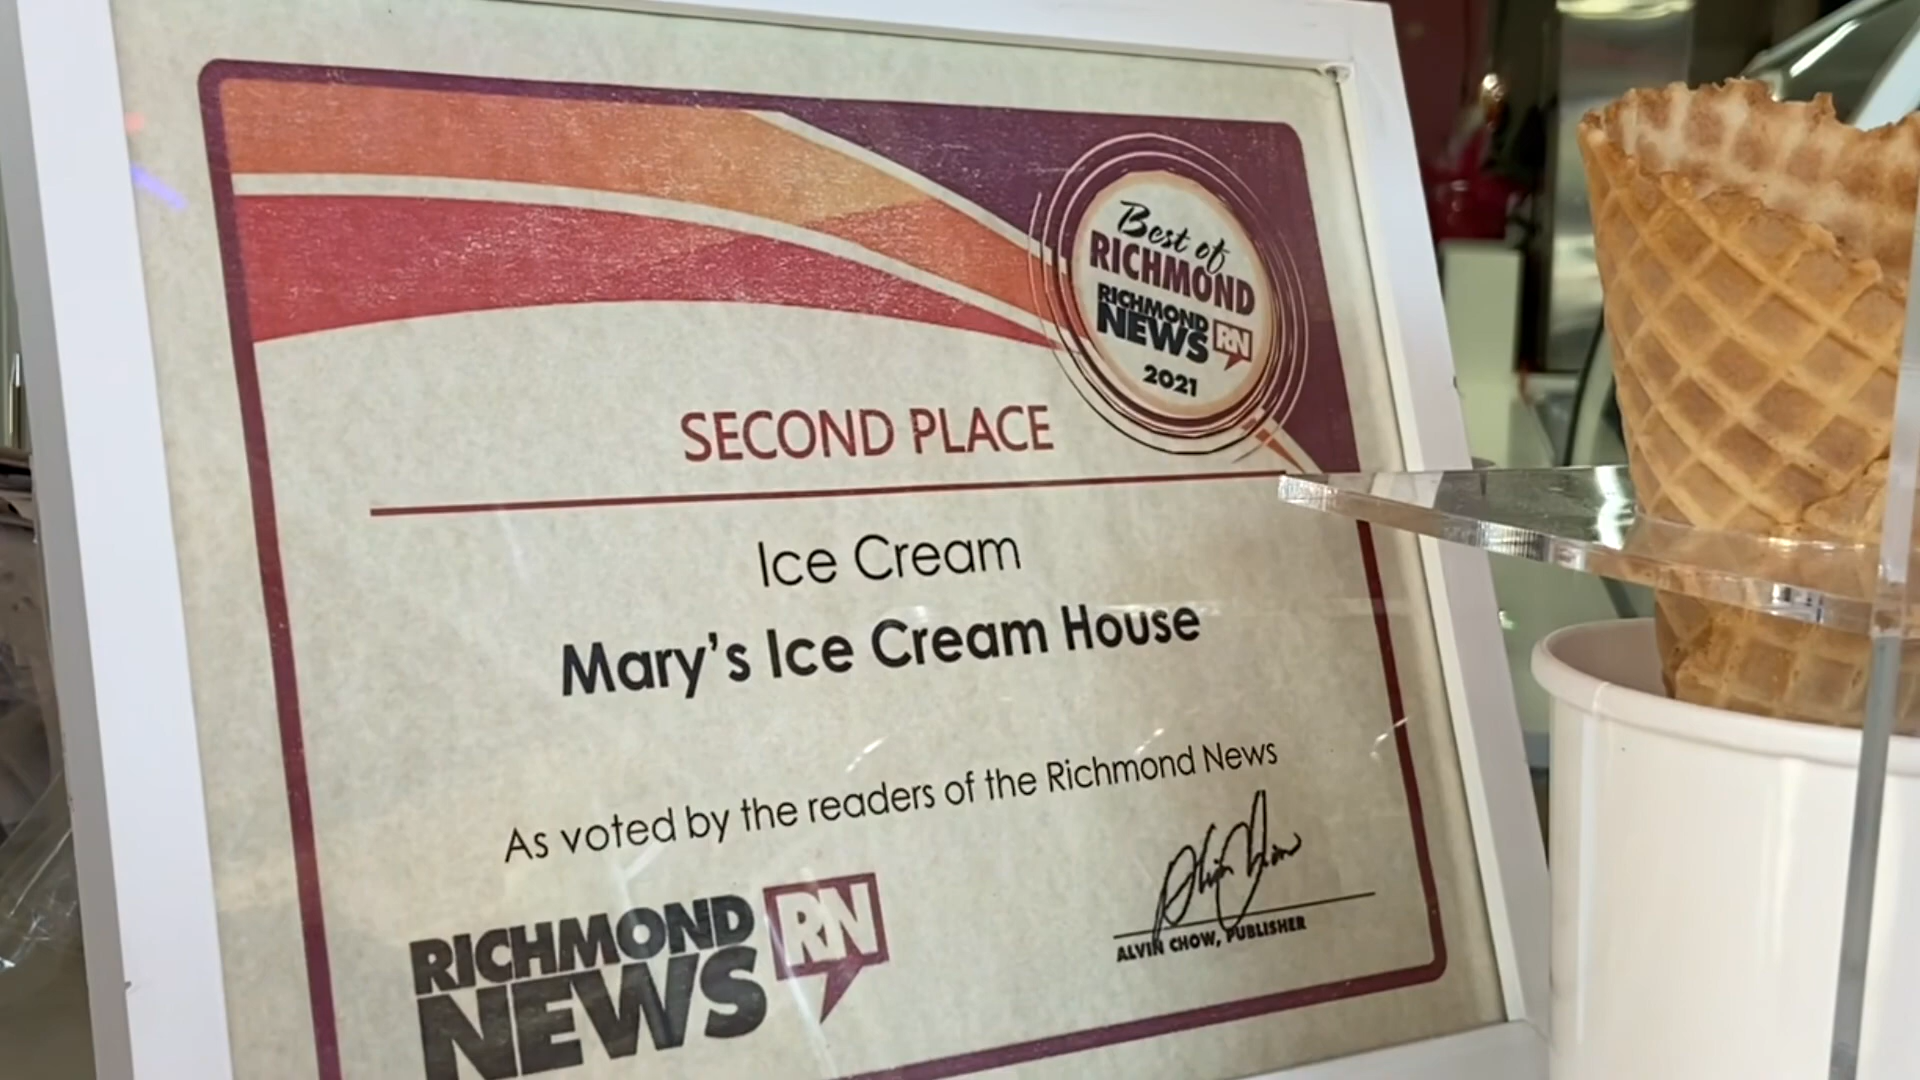 Best of
RICHMOND
RICHMOND
NEWS RN
2021
SECOND PLACE
Ice Cream
Mary's Ice Cream House
As voted by the readers of the Richmond News
RICHMOND
NEWS RN
ALVIN CHOW, PUBLISHER